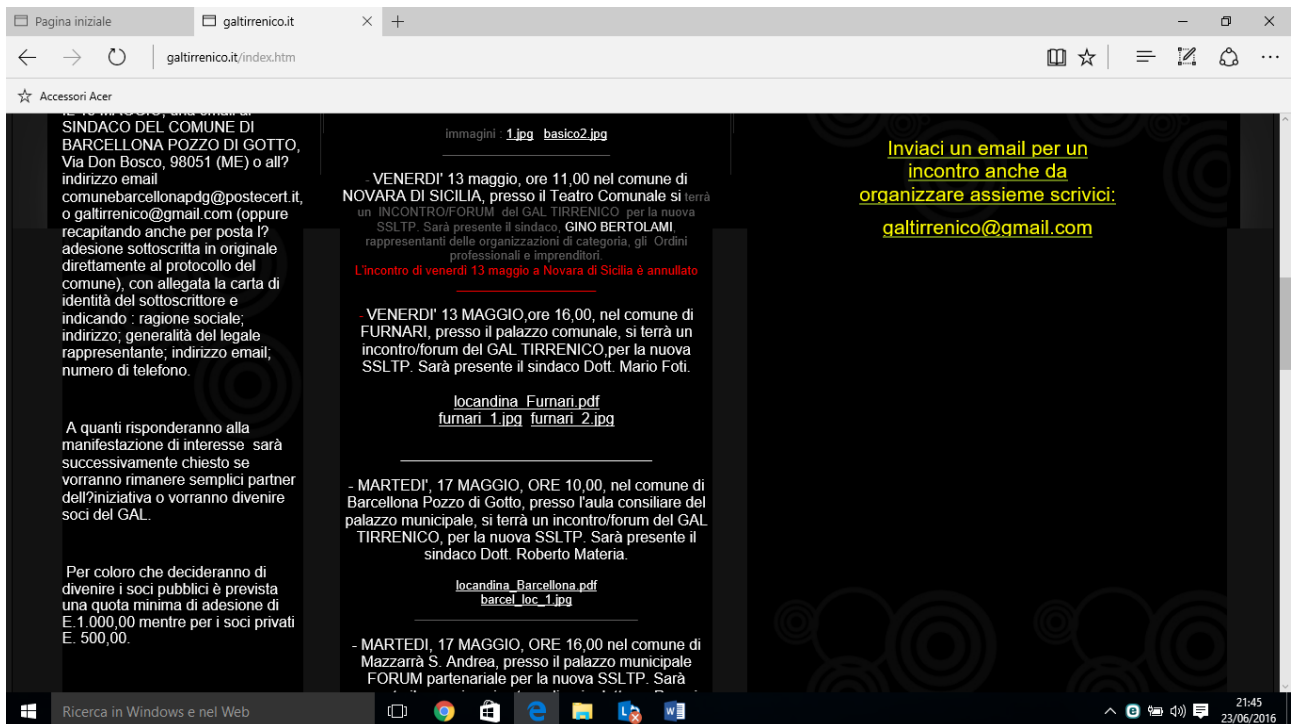 Pagina iniziale
galtirrenico.it
galtirrenico.it/index.htm
Accessori Acer
SINDACO DEL COMUNE DI
BARCELLONA POZZO DI GOTTO,
Via Don Bosco, 98051 (ME) o all?
indirizzo email
comunebarcellonapdg@postecert.it,
o galtirrenico@gmail.com (oppure
recapitando anche per posta l?
adesione sottoscritta in originale
direttamente al protocollo del
comune), con allegata la carta di
identità del sottoscrittore e
indicando : ragione sociale;
indirizzo; generalità del legale
rappresentante; indirizzo email;
numero di telefono.
A quanti risponderanno alla
manifestazione di interesse sarà
successivamente chiesto se
vorranno rimanere semplici partner
dell?iniziativa o vorranno divenire
soci del GAL.
Per coloro che decideranno di
divenire i soci pubblici è prevista
una quota minima di adesione di
E.1.000,00 mentre per i soci privati
E. 500,00.
immagini : 1.jpg basico2.jpg
- VENERDI' 13 maggio, ore 11,00 nel comune di
NOVARA DI SICILIA, presso il Teatro Comunale si terrà
un INCONTRO/FORUM del GAL TIRRENICO per la nuova
SSLTP. Sarà presente il sindaco, GINO BERTOLAMI,
rappresentanti delle organizzazioni di categoria, gli Ordini
professionali e imprenditori.
L'incontro di venerdì 13 maggio a Novara di Sicilia è annullato
- VENERDI' 13 MAGGIO,ore 16,00, nel comune di
FURNARI, presso il palazzo comunale, si terrà un
incontro/forum del GAL TIRRENICO,per la nuova
SSLTP. Sarà presente il sindaco Dott. Mario Foti.
locandina_Furnari.pdf
furnari_1.jpg furnari_2.jpg
- MARTEDI', 17 MAGGIO, ORE 10,00, nel comune di
Barcellona Pozzo di Gotto, presso l'aula consiliare del
palazzo municipale, si terrà un incontro/forum del GAL
TIRRENICO, per la nuova SSLTP. Sarà presente il
sindaco Dott. Roberto Materia.
locandina_Barcellona.pdf
barcel_loc_1.jpg
- MARTEDI, 17 MAGGIO, ORE 16,00 nel comune di
Mazzarrà S. Andrea, presso il palazzo municipale
FORUM partenariale per la nuova SSLTP. Sarà
Inviaci un email per un
incontro anche da
organizzare assieme scrivici:
galtirrenico@gmail.com
Ricerca in Windows e nel Web
21:45
23/06/2016